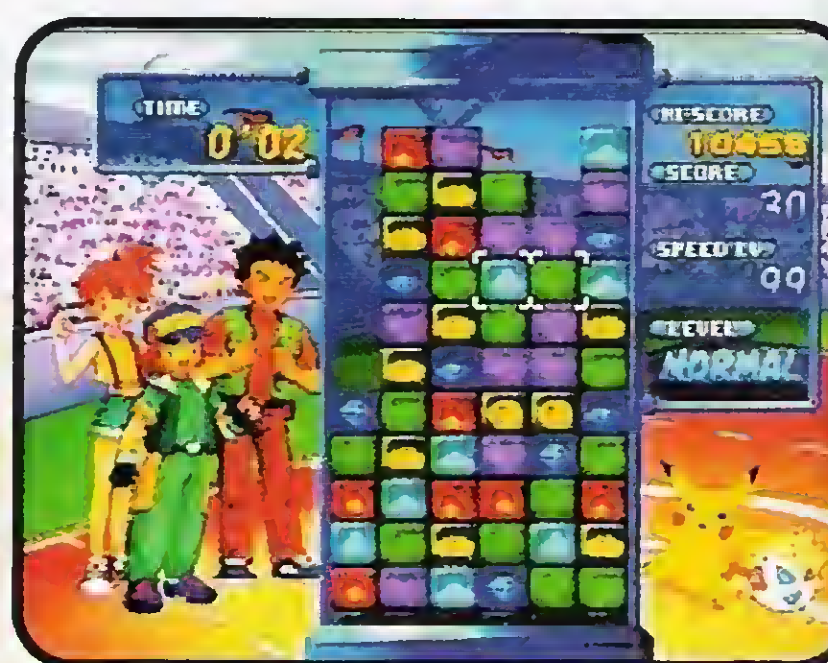 TIME
0'02
HI-SCORE
10458
SCORE
30
SPEED LV.
99
LEVEL
NORMAL